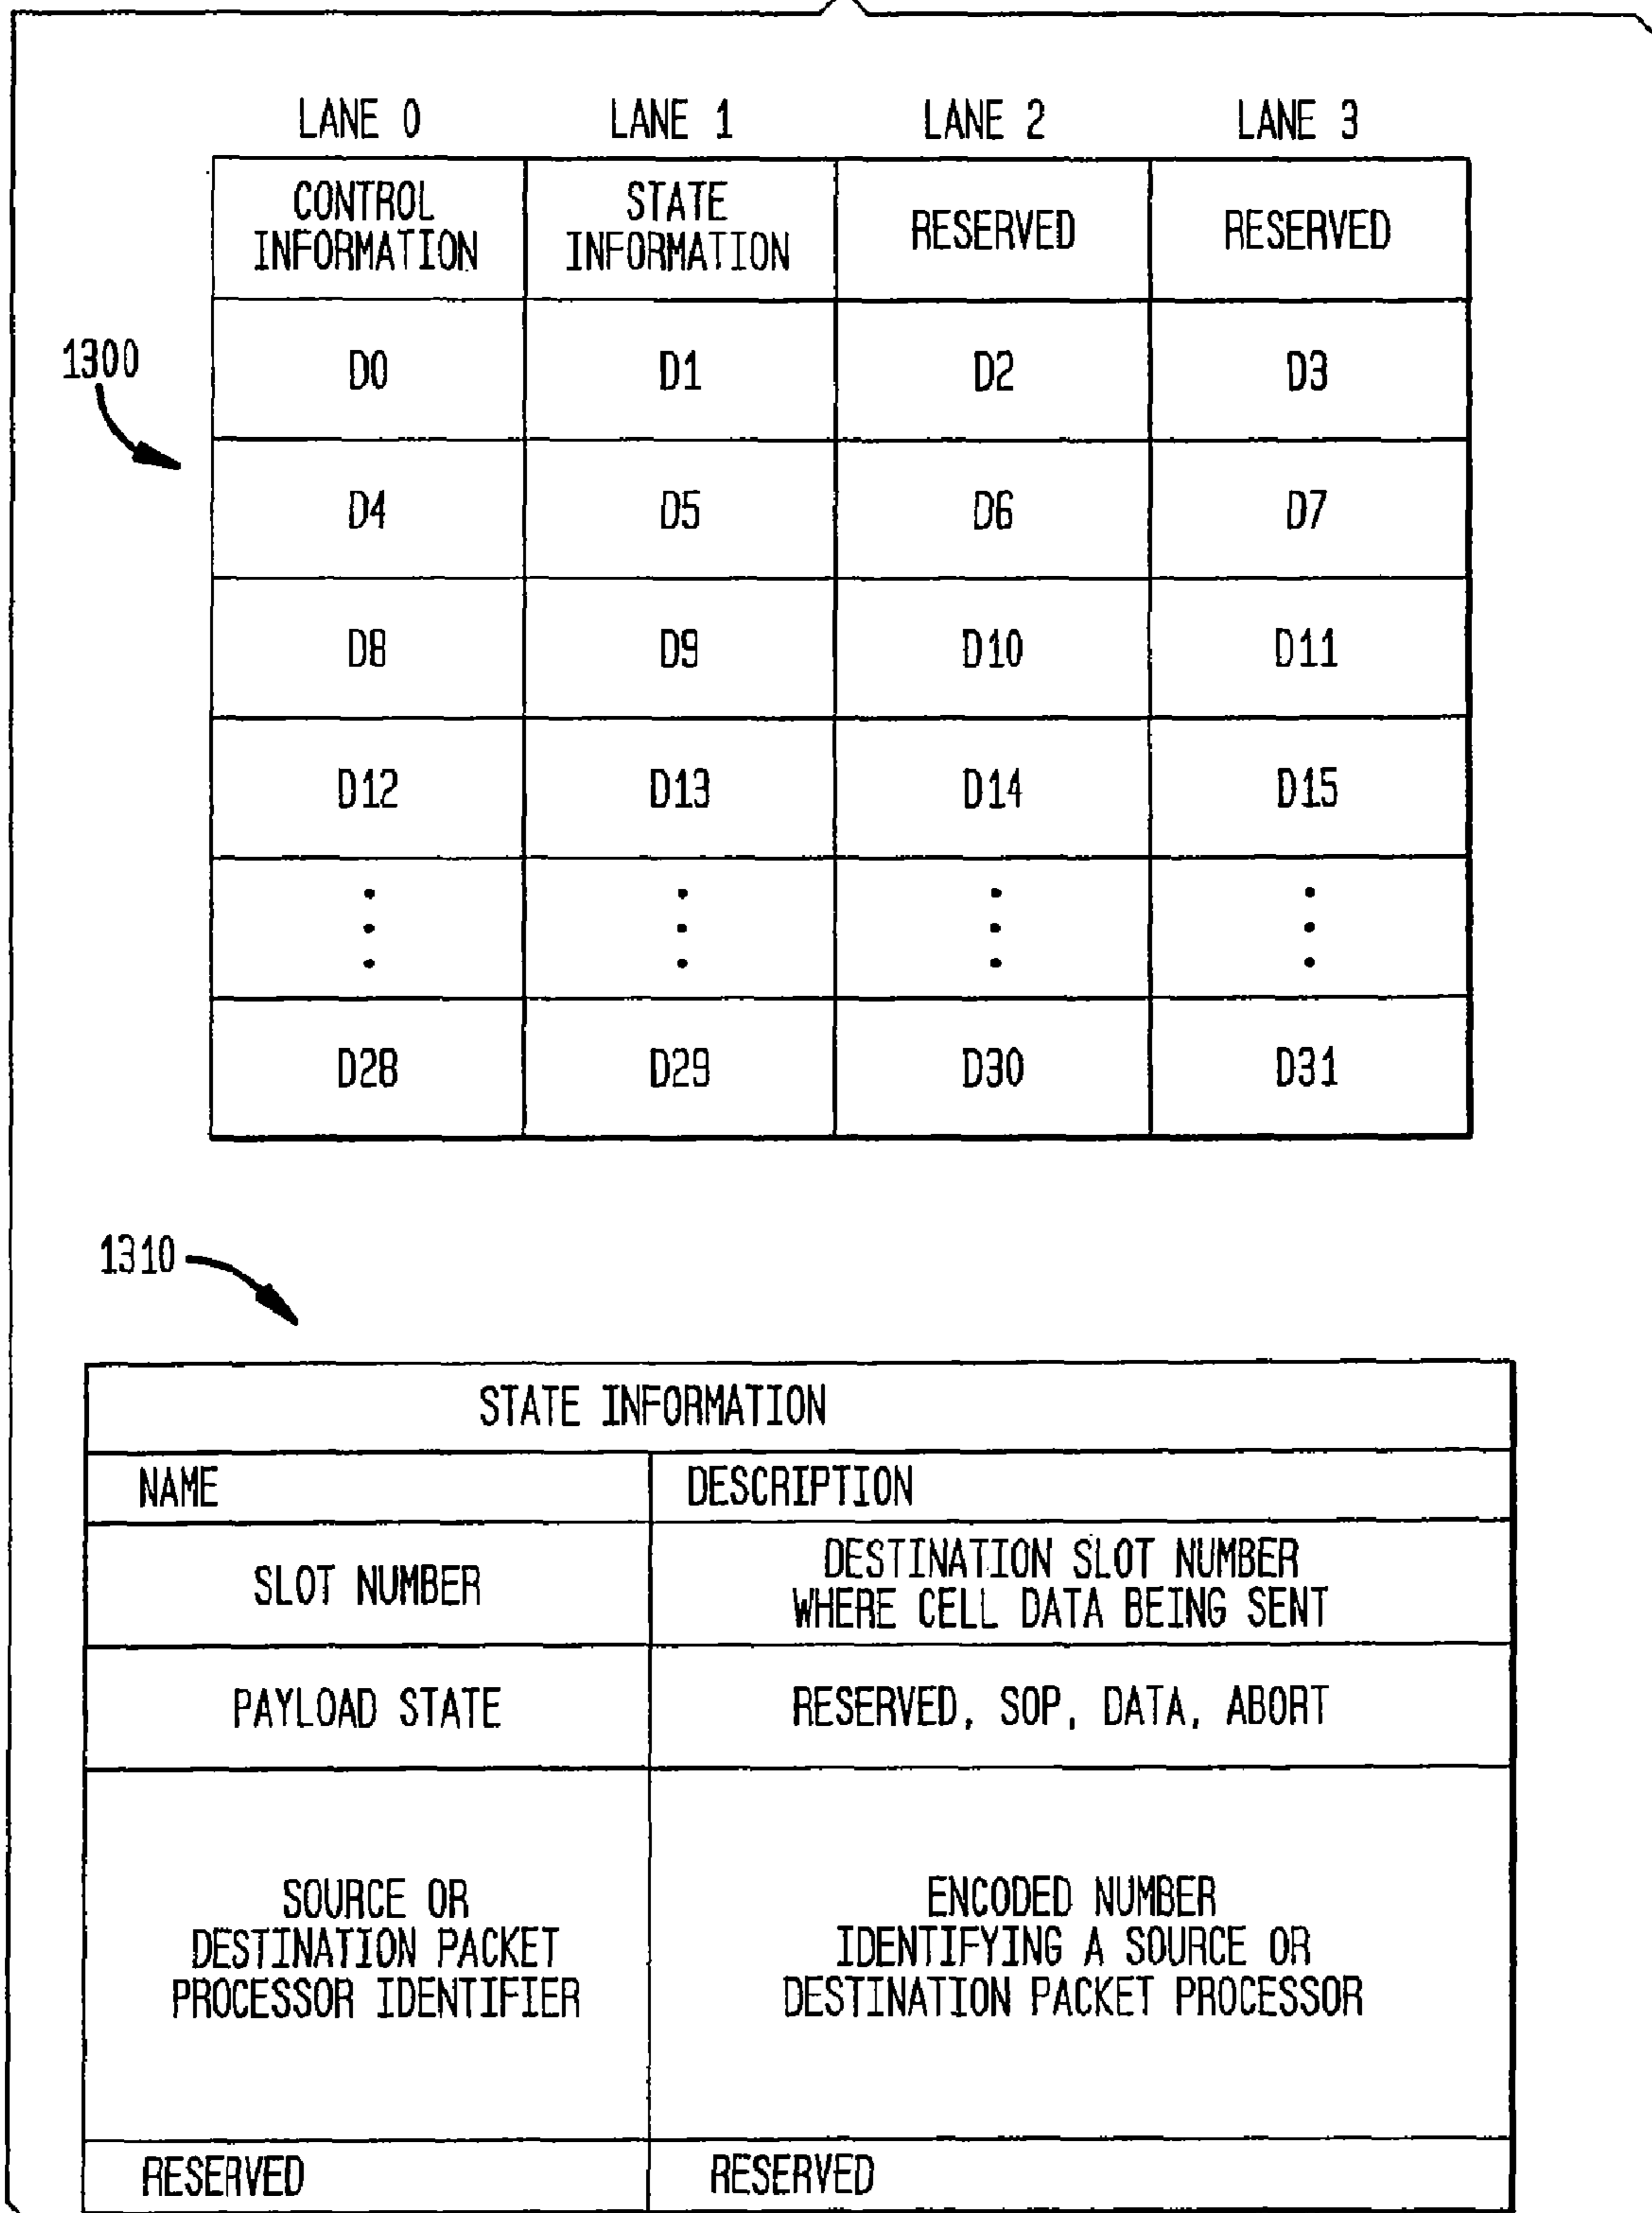 LANE 0 LANE 1 LANE 2 LANE 3
CONTROL INFORMATION STATE INFORMATION RESERVED RESERVED
1300
D0 D1 D2 D3
D4 D5 D6 D7
D8 D9 D10 D11
D12 D13 D14 D15
D28 D29 D30 D31
1310
STATE INFORMATION
NAME DESCRIPTION
SLOT NUMBER
DESTINATION SLOT NUMBER
WHERE CELL DATA BEING SENT
PAYLOAD STATE
RESERVED, SOP, DATA, ABORT
SOURCE OR
DESTINATION PACKET
PROCESSOR IDENTIFIER
ENCODED NUMBER
IDENTIFYING A SOURCE OR
DESTINATION PACKET PROCESSOR
RESERVED RESERVED